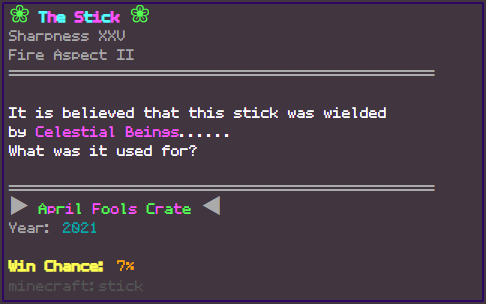 ❀ The Stick ❀
Sharpness XXV
Fire Aspect II
It is believed that this stick was wielded
by Celestial Beings......
What was it used for?
▶ April Fools Crate ◀
Year: 2021
Win Chance: 7%
minecraft:stick